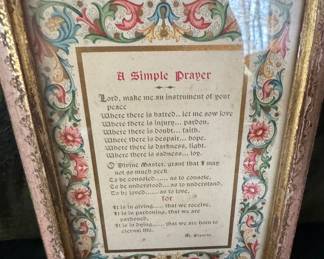 A Simple Prayer
Lord, make me an instrument of your
peace
Where there is hatred.. let me sow love
Where there is injury... pardon.
Where there is doubt... faith.
Where there is despair... hope.
Where there is darkness, light.
Where there is sadness... joy.
O Divine Master, grant that I may
not so much seek
To be consoled...... as to console,
To be understood...as to understand,
To be loved...... as to love,
for
It is in giving..... that we receive,
It is in pardoning, that we are
pardoned,
It is in dying..... that we are born to
eternal life.
St. Francis